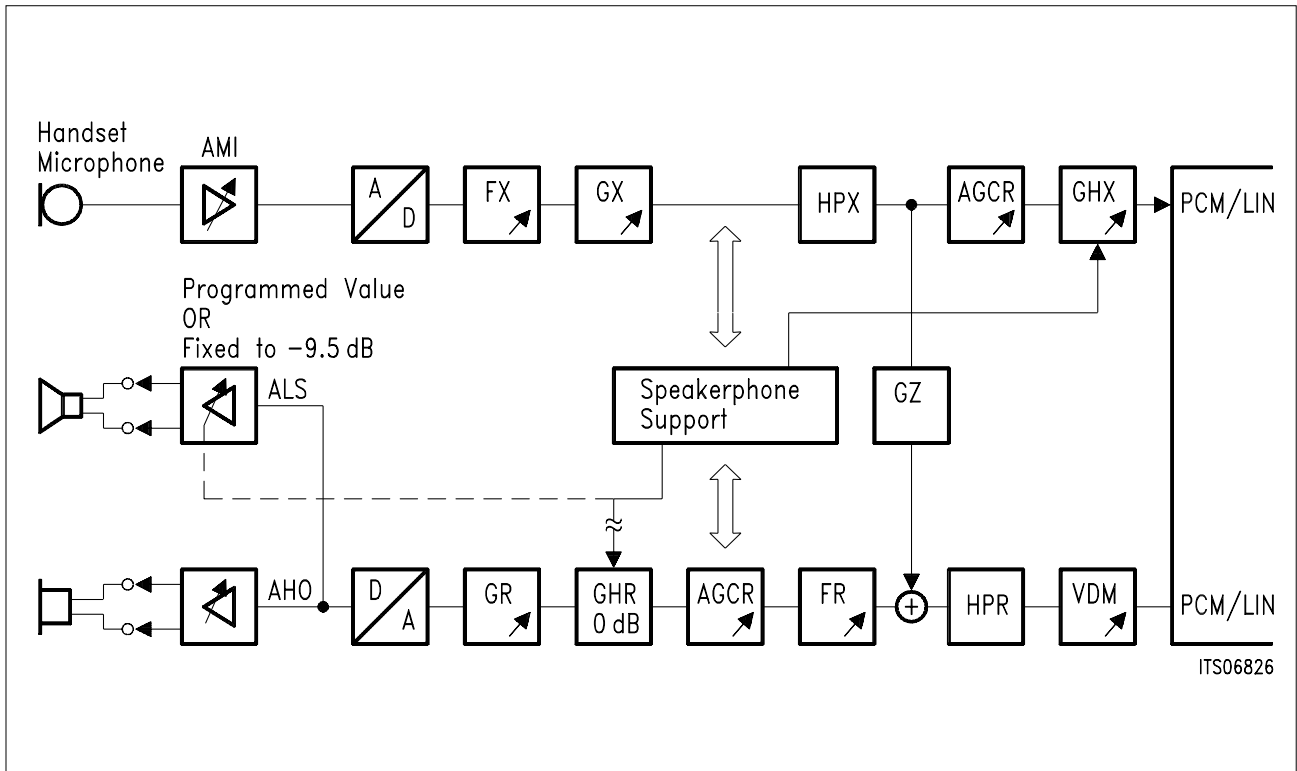 Handset
Microphone
AMI
A
D
FX
GX
HPX
AGCR
GHX
PCM/LIN
Programmed Value
OR
Fixed to -9.5 dB
ALS
Speakerphone
Support
GZ
AHO
D
A
GR
GHR
0 dB
AGCR
FR
+
HPR
VDM
PCM/LIN
ITS06826